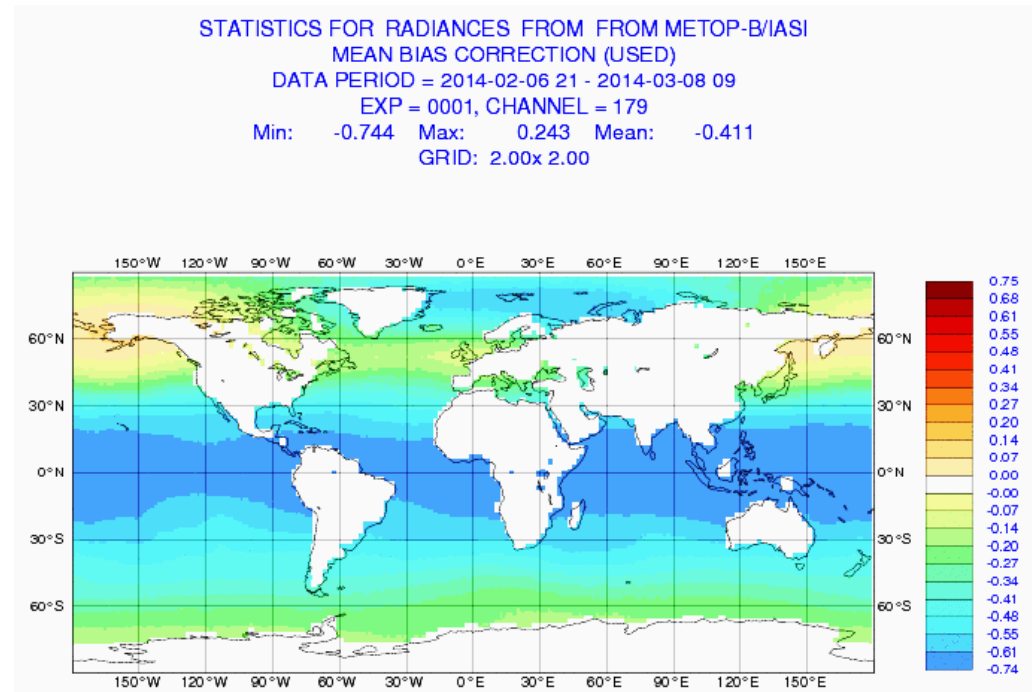 STATISTICS FOR RADIANCES FROM FROM METOP-B/IASI
MEAN BIAS CORRECTION (USED)
DATA PERIOD = 2014-02-06 21 - 2014-03-08 09
EXP = 0001, CHANNEL = 179
Min: -0.744 Max: 0.243 Mean: -0.411
GRID: 2.00x 2.00
150°W 120°W 90°W 60°W 30°W 0°E 30°E 60°E 90°E 120°E 150°E
60°N 60°N
30°N 30°N
0°N 0°N
30°S 30°S
60°S 60°S
150°W 120°W 90°W 60°W 30°W 0°E 30°E 60°E 90°E 120°E 150°E
0.75
0.68
0.61
0.55
0.48
0.41
0.34
0.27
0.20
0.14
0.07
0.00
-0.00
-0.07
-0.14
-0.20
-0.27
-0.34
-0.41
-0.48
-0.55
-0.61
-0.74